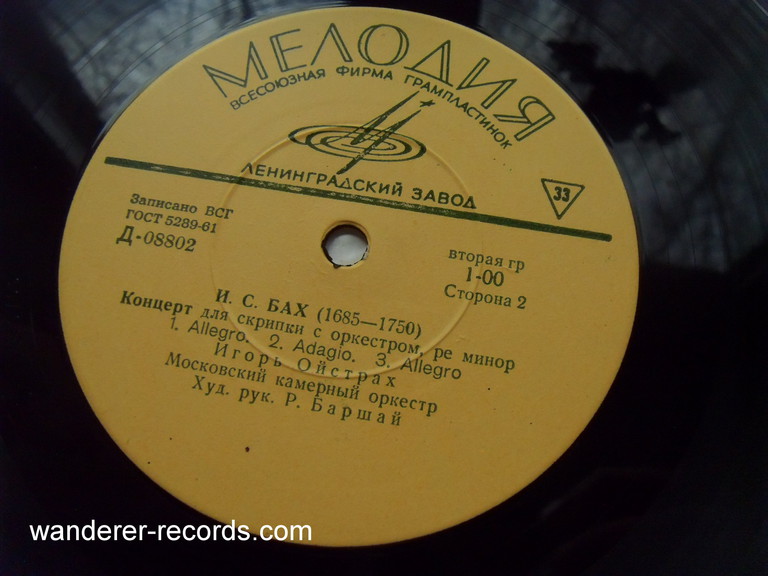 МЕЛОДИЯ
ВСЕСОЮЗНАЯ ФИРМА ГРАМПЛАСТИНОК
ЛЕНИНГРАДСКИЙ ЗАВОД
33
Записано ВСГ
ГОСТ 5289-61
Д-08802
вторая гр
1-00
Сторона 2
И. С. БАХ (1685—1750)
Концерт для скрипки с оркестром, ре минор
1. Allegro. 2. Adagio. 3. Allegro
Игорь Ойстрах
Московский камерный оркестр
Худ. рук. Р. Баршай
wanderer-records.com